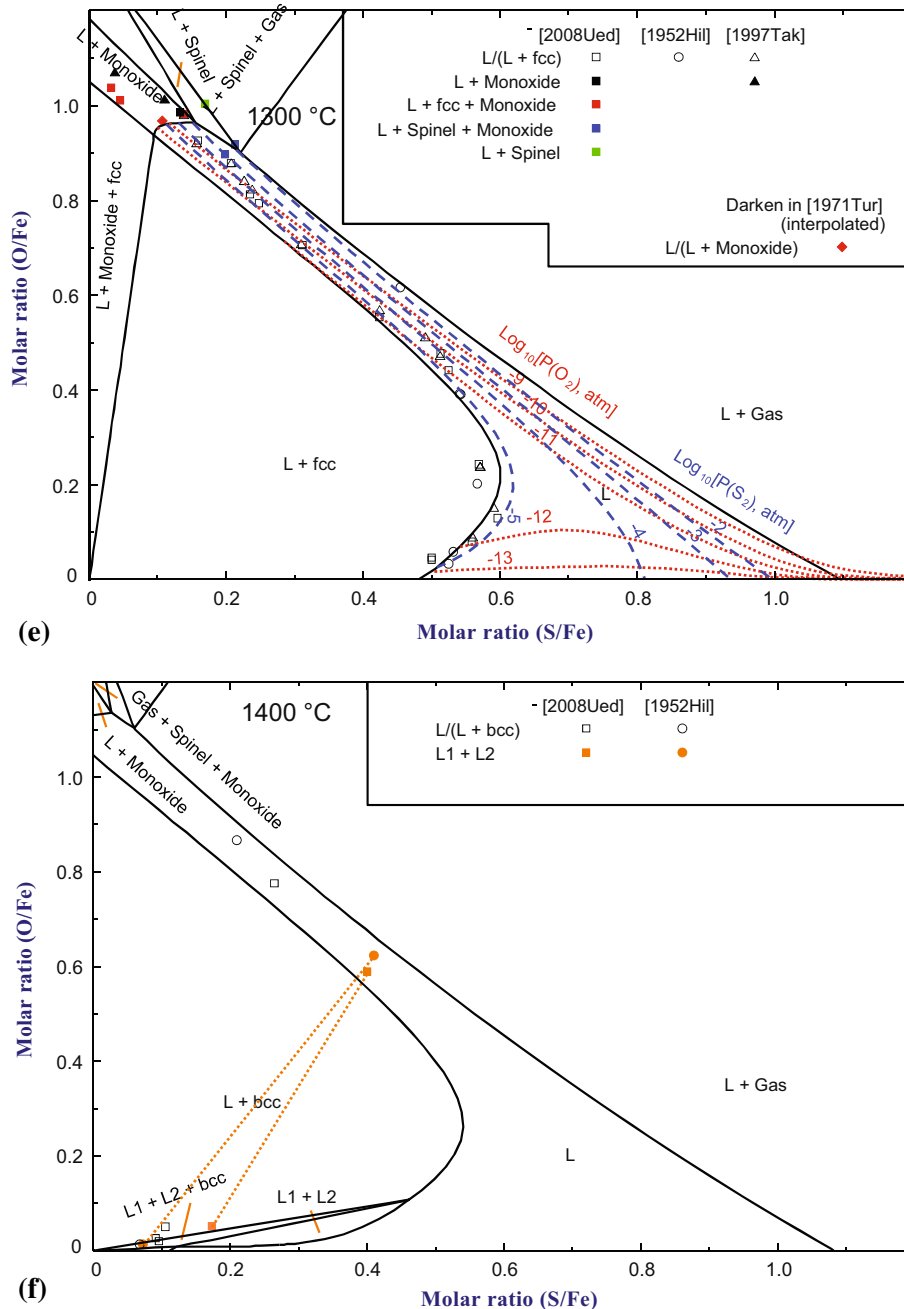 - [2008Ued] [1952Hil] [1997Tak]
L/(L + fcc)
L + Monoxide
L + fcc + Monoxide
L + Spinel + Monoxide
L + Spinel
Darken in [1971Tur]
(interpolated)
L/(L + Monoxide)
1300 °C
L + Monoxide
L + Spinel
L + Spinel + Gas
L + Monoxide + fcc
L + fcc
L
L + Gas
Log10[P(O2), atm]
-9
-10
-11
-12
-13
Log10[P(S2), atm]
-2
-3
-4
-5
Molar ratio (O/Fe)
1.0
0.8
0.6
0.4
0.2
0
0
0.2
0.4
0.6
0.8
1.0
Molar ratio (S/Fe)
(e)
1400 °C
- [2008Ued] [1952Hil]
L/(L + bcc)
L1 + L2
Gas + Spinel + Monoxide
L + Monoxide
L + bcc
L1 + L2 + bcc
L1 + L2
L
L + Gas
Molar ratio (O/Fe)
1.0
0.8
0.6
0.4
0.2
0
0
0.2
0.4
0.6
0.8
1.0
Molar ratio (S/Fe)
(f)